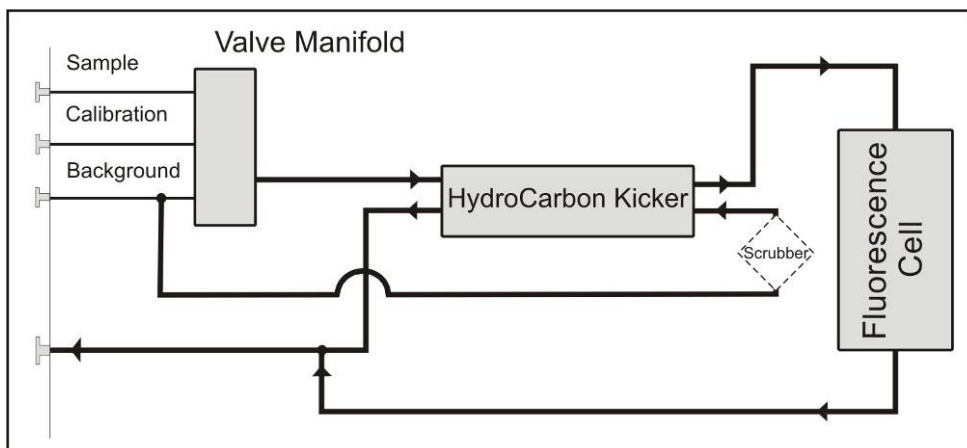 Valve Manifold
Sample
Calibration
Background
HydroCarbon Kicker
Scrubber
Fluorescence
Cell